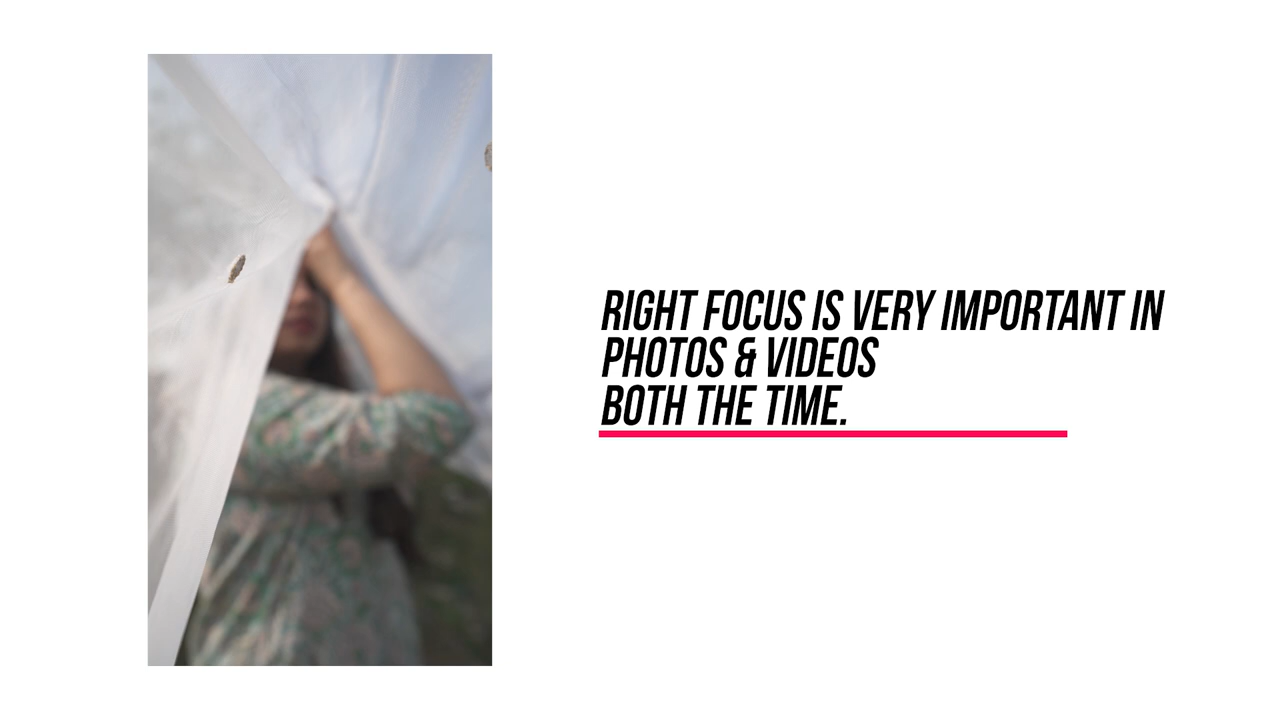 RIGHT FOCUS IS VERY IMPORTANT IN
PHOTOS & VIDEOS
BOTH THE TIME.